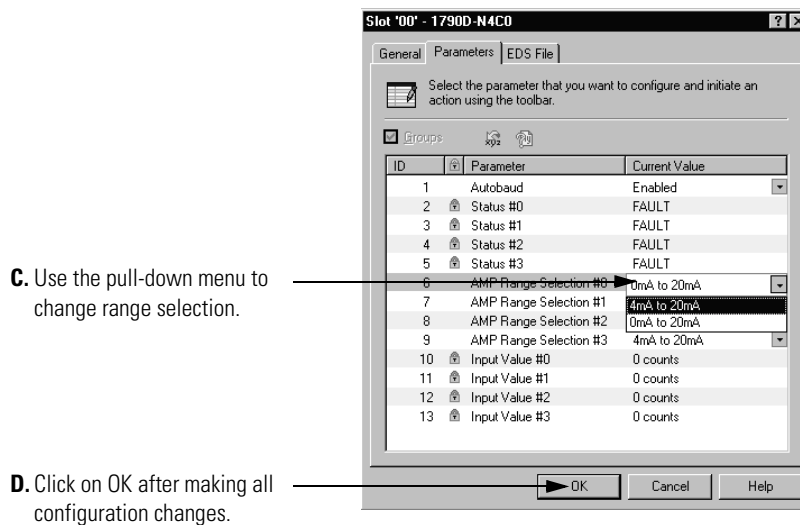 Slot '00' - 1790D-N4C0
General Parameters EDS File
Select the parameter that you want to configure and initiate an
action using the toolbar.
Groups
ID Parameter Current Value
1 Autobaud Enabled
2 Status #0 FAULT
3 Status #1 FAULT
4 Status #2 FAULT
5 Status #3 FAULT
6 AMP Range Selection #0 0mA to 20mA
7 AMP Range Selection #1 4mA to 20mA
8 AMP Range Selection #2 0mA to 20mA
9 AMP Range Selection #3 4mA to 20mA
10 Input Value #0 0 counts
11 Input Value #1 0 counts
12 Input Value #2 0 counts
13 Input Value #3 0 counts
C. Use the pull-down menu to
change range selection.
D. Click on OK after making all
configuration changes.
OK Cancel Help